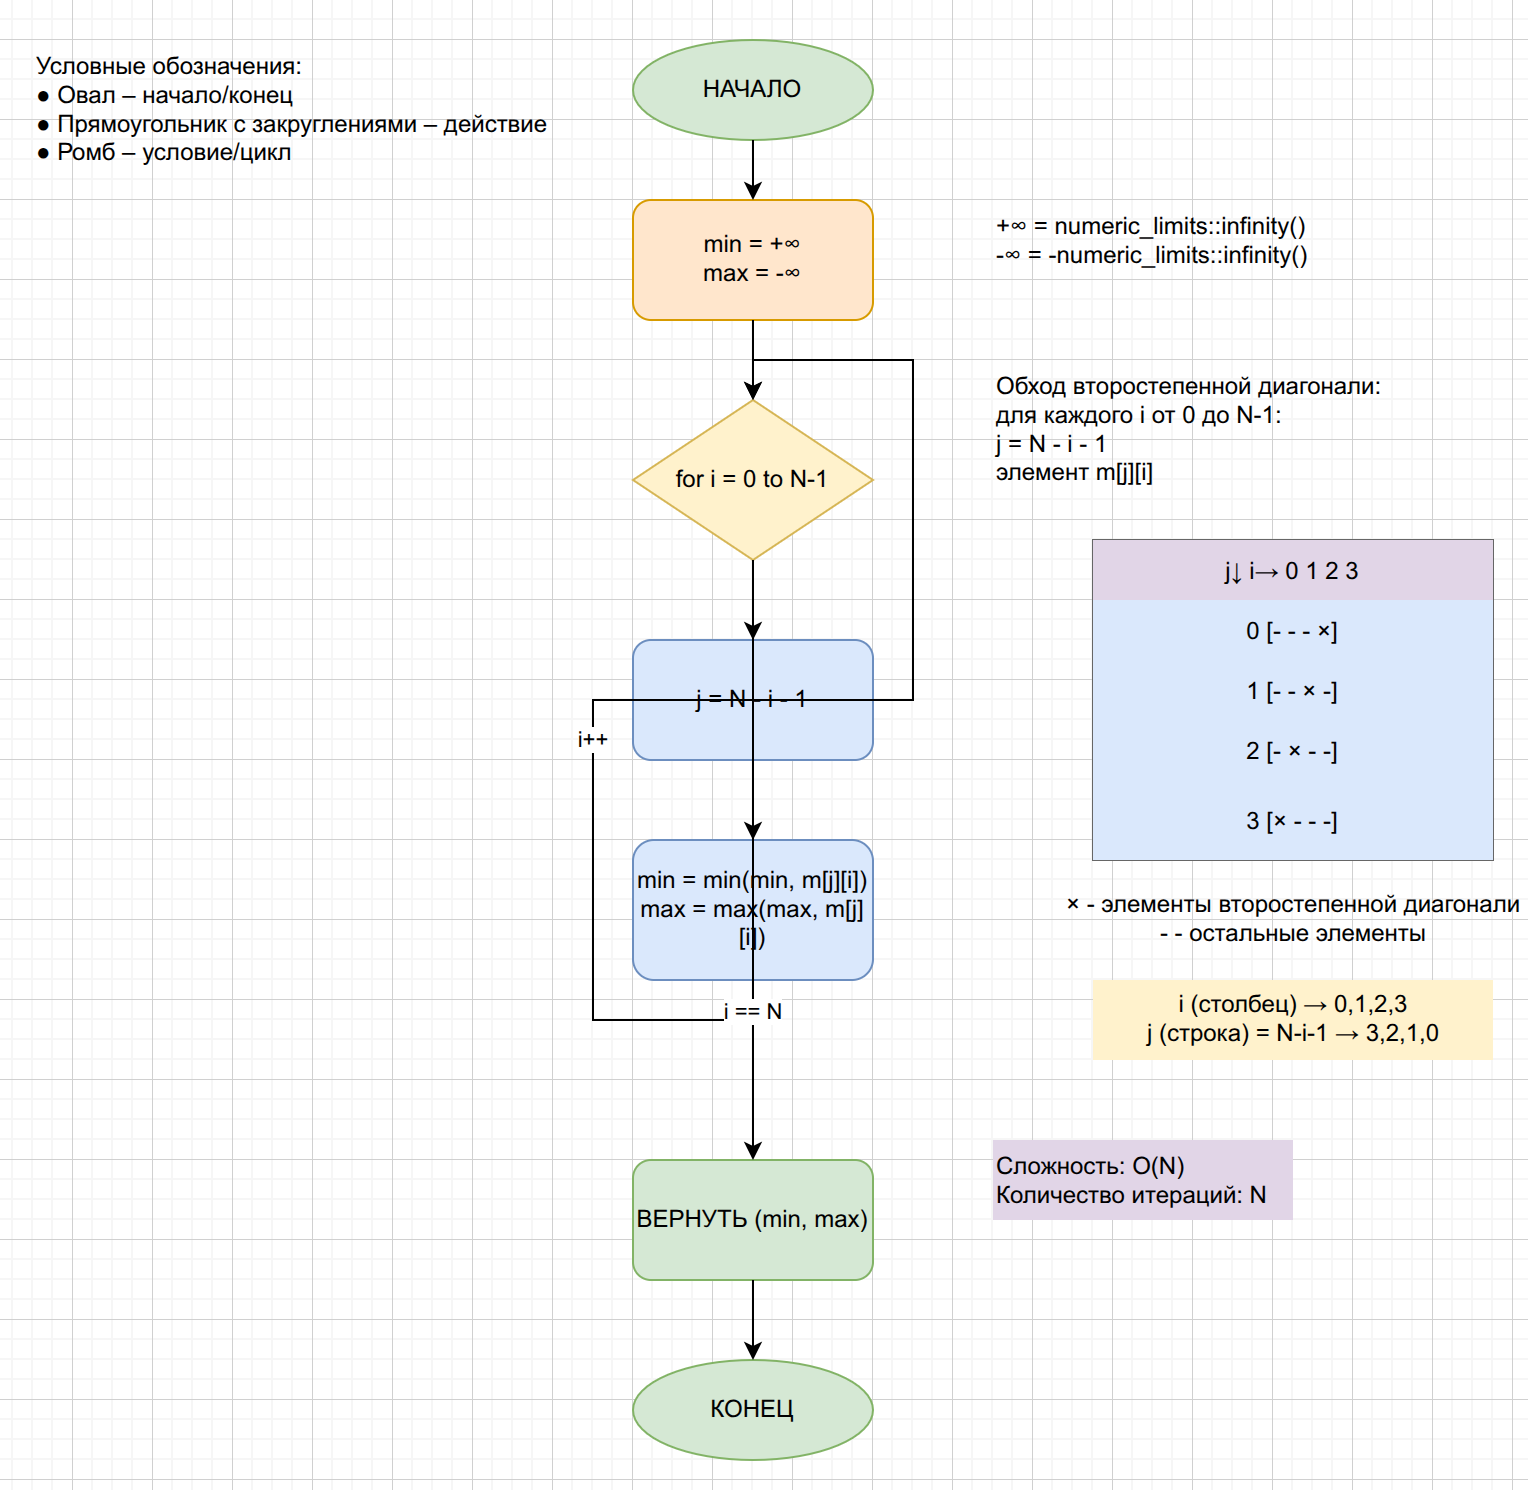 Условные обозначения:
● Овал – начало/конец
● Прямоугольник с закруглениями – действие
● Ромб – условие/цикл
НАЧАЛО
min = +∞
max = -∞
+∞ = numeric_limits::infinity()
-∞ = -numeric_limits::infinity()
for i = 0 to N-1
Обход второстепенной диагонали:
для каждого i от 0 до N-1:
j = N - i - 1
элемент m[j][i]
j↓ i→ 0 1 2 3
0 [- - - ×]
1 [- - × -]
2 [- × - -]
3 [× - - -]
j = N - i - 1
i++
min = min(min, m[j][i])
max = max(max, m[j]
[i])
× - элементы второстепенной диагонали
- - остальные элементы
i == N
i (столбец) → 0,1,2,3
j (строка) = N-i-1 → 3,2,1,0
ВЕРНУТЬ (min, max)
Сложность: O(N)
Количество итераций: N
КОНЕЦ